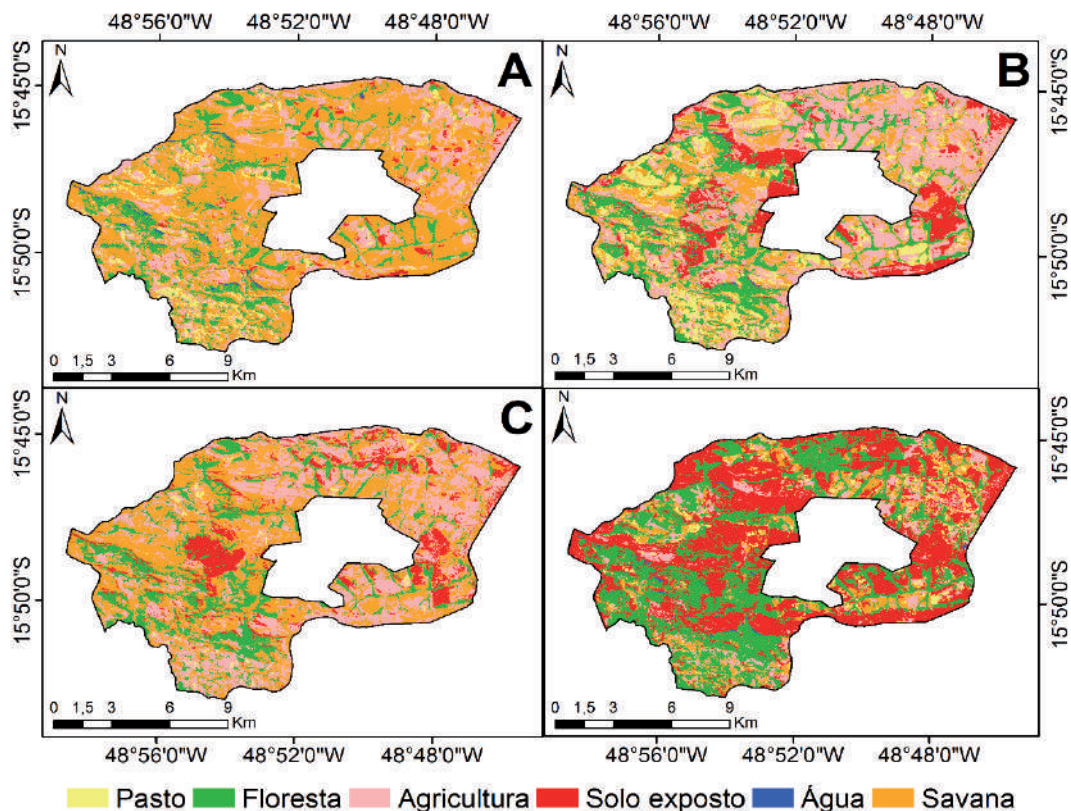 48°56'0"W 48°52'0"W 48°48'0"W 48°56'0"W 48°52'0"W 48°48'0"W
N
A
15°45'0"S
15°50'0"S
0 1,5 3 6 9
Km
N
B
15°45'0"S
15°50'0"S
0 1,5 3 6 9
Km
N
C
15°45'0"S
15°50'0"S
0 1,5 3 6 9
Km
N
15°45'0"S
15°50'0"S
0 1,5 3 6 9
Km
48°56'0"W 48°52'0"W 48°48'0"W 48°56'0"W 48°52'0"W 48°48'0"W
Pasto Floresta Agricultura Solo exposto Água Savana